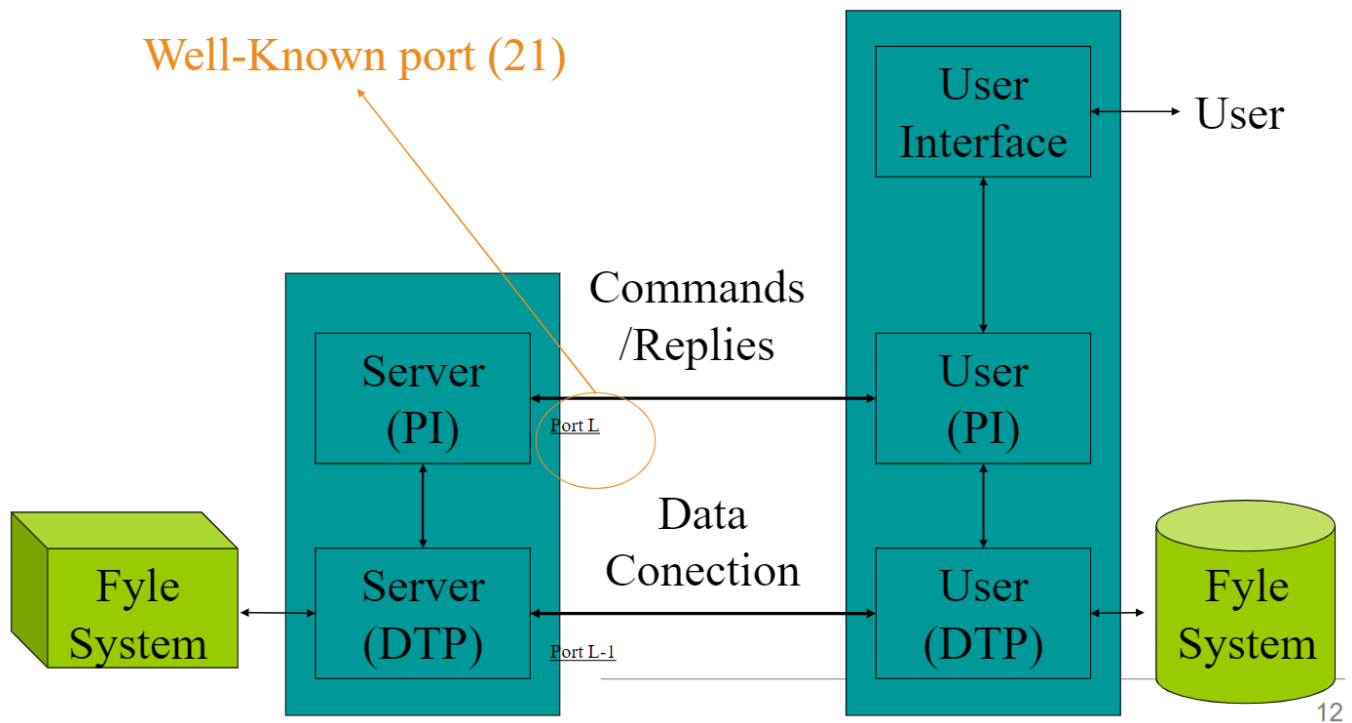 Well-Known port (21)
User
Interface
User
Commands
/Replies
Server
(PI)
Port L
User
(PI)
Data
Conection
Fyle
System
Server
(DTP)
Port L-1
User
(DTP)
Fyle
System
12